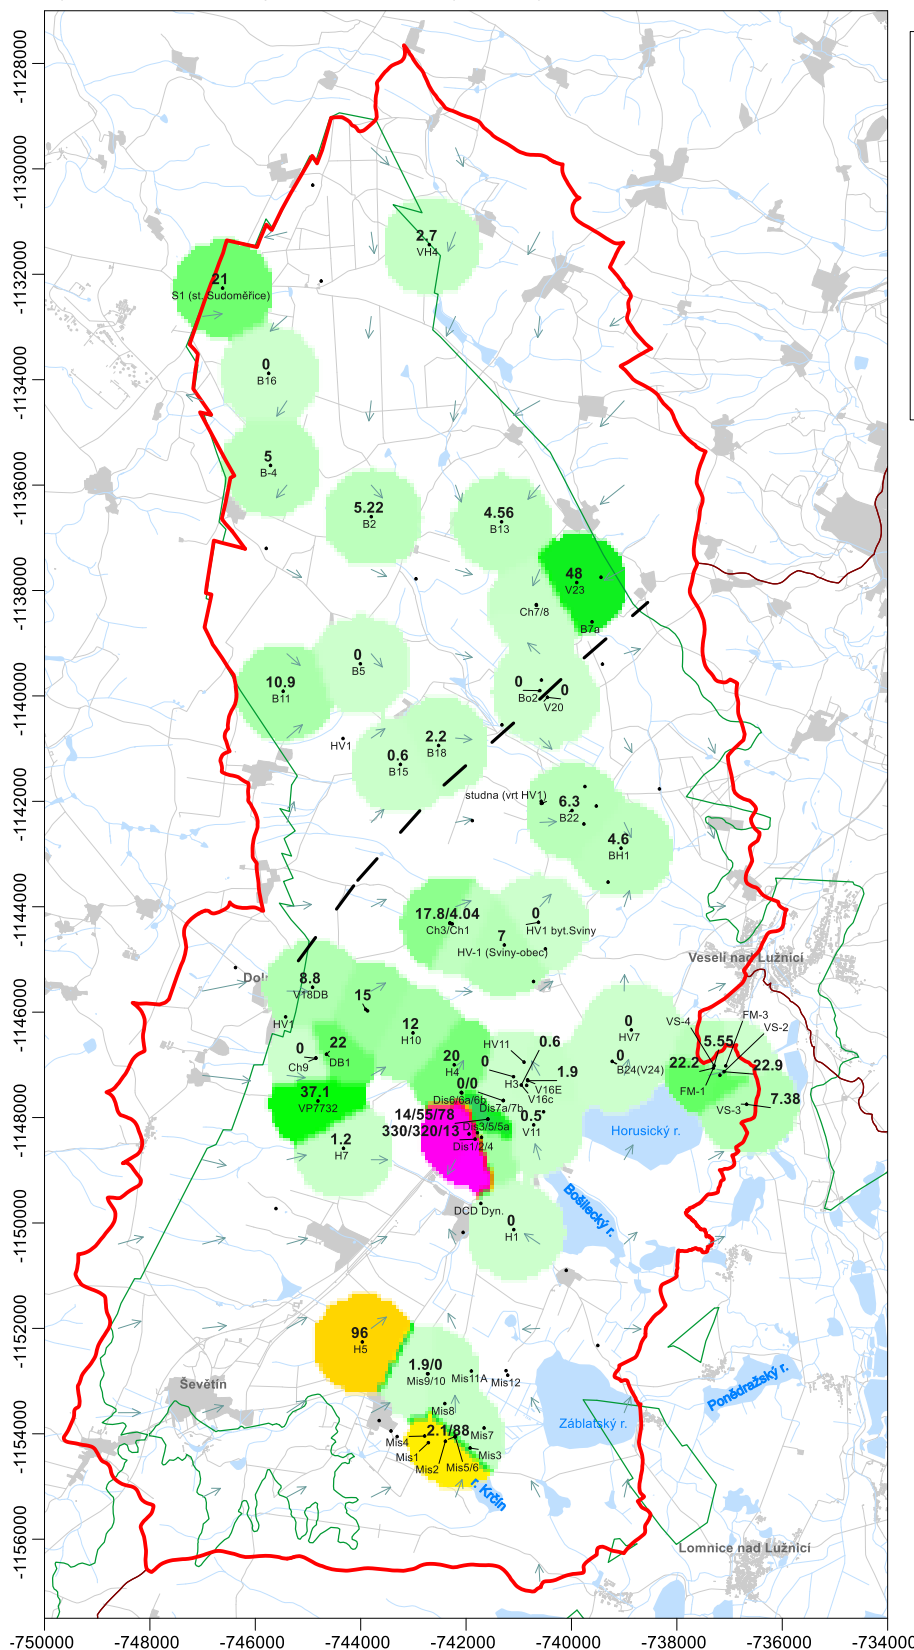 -1128000
-1130000
-1132000
-1134000
-1136000
-1138000
-1140000
-1142000
-1144000
-1146000
-1148000
-1150000
-1152000
-1154000
-1156000
2.7
VH4
21
S1 (st. Sudoměřice)
0
B16
5
B-4
5.22
B2
4.56
B13
48
V23
Ch7/8
B7a
0
B5
10.9
B11
0
Bo2
0
V20
HV1
2.2
B18
0.6
B15
studna (vrt HV1)
6.3
B22
4.6
BH1
17.8/4.04
Ch3/Ch1
0
HV1 byt.Sviny
7
HV-1 (Sviny-obec)
Veselí nad Lužnicí
8.8
V18DB
15
HV1
12
H10
22
DB1
0
Ch9
0
HV7
VS-4
FM-3
VS-2
5.55
HV11
0.6
20
H4
0
H3
1.9
V16E
V16c
0
B24(V24)
22.2
22.9
FM-1
37.1
VP7732
0/0
Dis6/6a/6b
Dis7a/7b
VS-3
7.38
14/55/78
330/320/13
Dis3/5/5a
Dis1/2/4
0.5
V11
Horusický r.
1.2
H7
DCD Dyn.
0
H1
Bošilecký r.
96
H5
1.9/0
Mis9/10
Mis11A
Mis12
Ševětín
Ponědražský r.
Mis8
Záblatský r.
2.1/88
Mis7
Mis4
Mis1
Mis2
Mis5/6
Mis3
r. Krčín
Lomnice nad Lužnicí
-750000 -748000 -746000 -744000 -742000 -740000 -738000 -736000